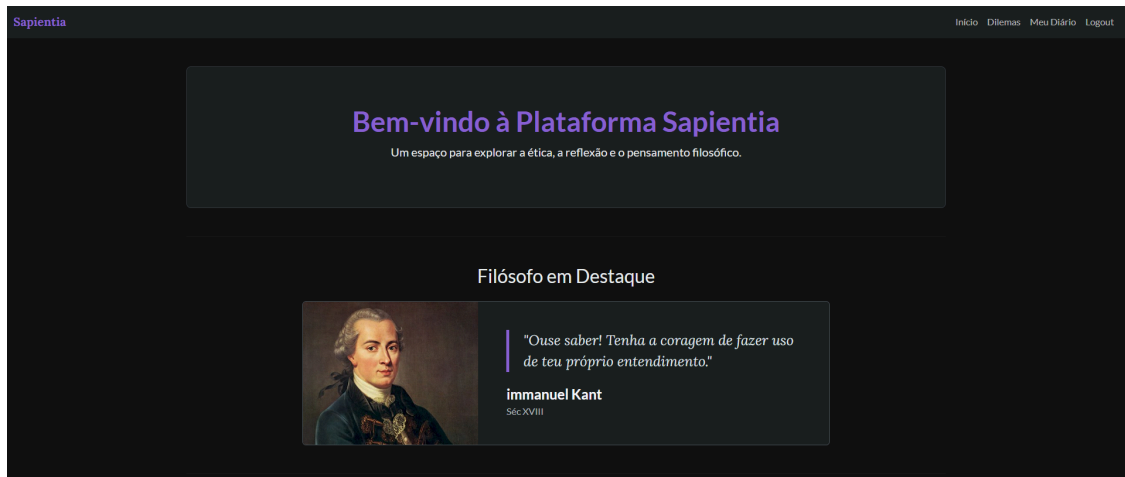 Sapientia
Início Dilemas Meu Diário Logout
Bem-vindo à Plataforma Sapientia
Um espaço para explorar a ética, a reflexão e o pensamento filosófico.
Filósofo em Destaque
"Ouse saber! Tenha a coragem de fazer uso
de teu próprio entendimento."
immanuel Kant
Séc XVIII